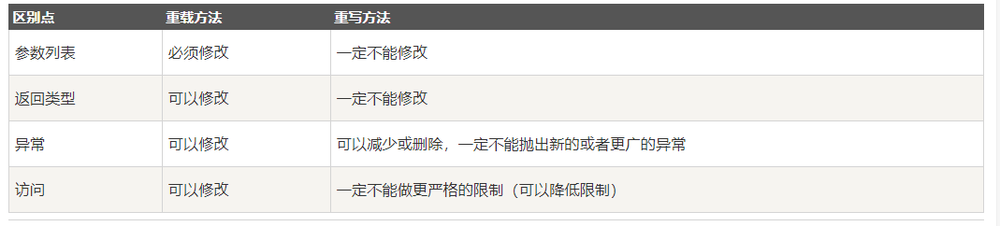 区别点 重载方法 重写方法
参数列表 必须修改 一定不能修改
返回类型 可以修改 一定不能修改
异常 可以修改 可以减少或删除，一定不能抛出新的或者更广的异常
访问 可以修改 一定不能做更严格的限制（可以降低限制）